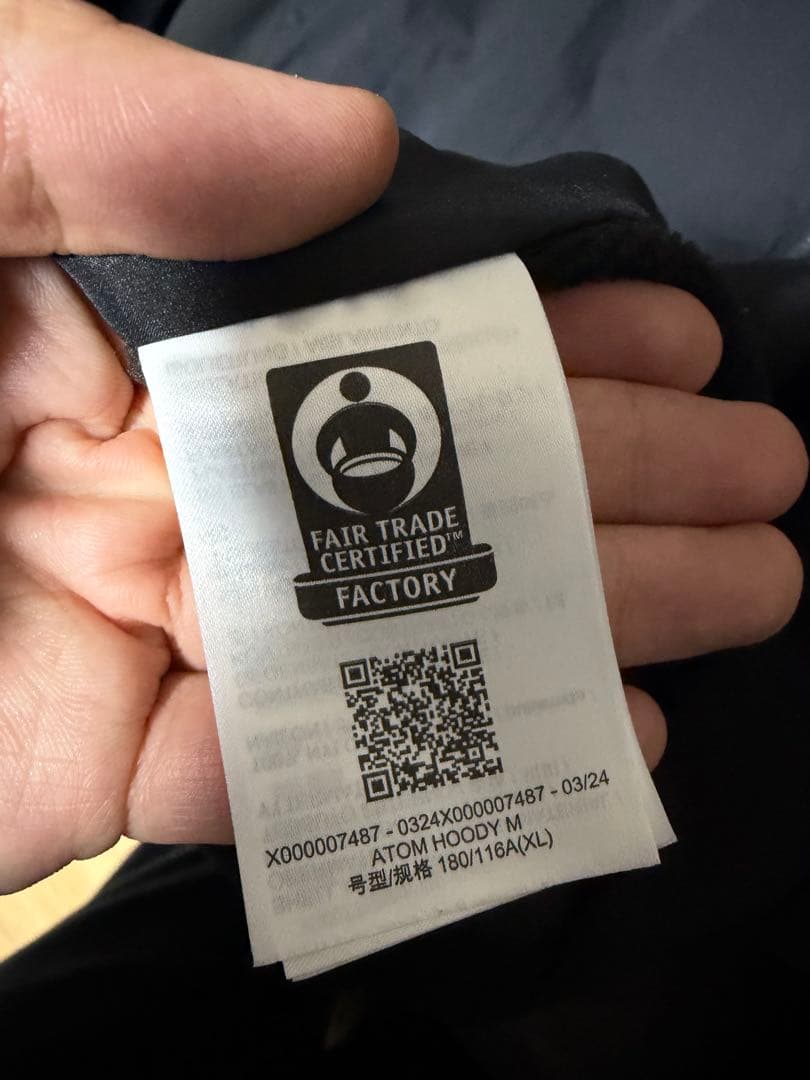 FAIR TRADE
CERTIFIED™
FACTORY
X000007487 - 0324X000007487 - 03/24
ATOM HOODY M
号型/规格 180/116A(XL)